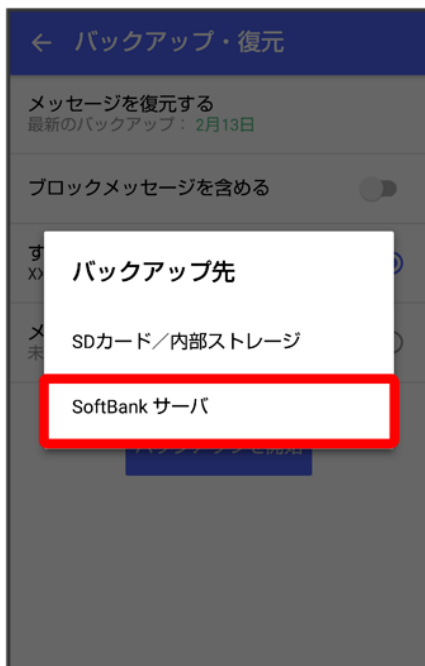 ← バックアップ・復元
メッセージを復元する
最新のバックアップ： 2月13日
ブロックメッセージを含める
す
バックアップ先
SDカード／内部ストレージ
メ
未
SoftBank サーバ